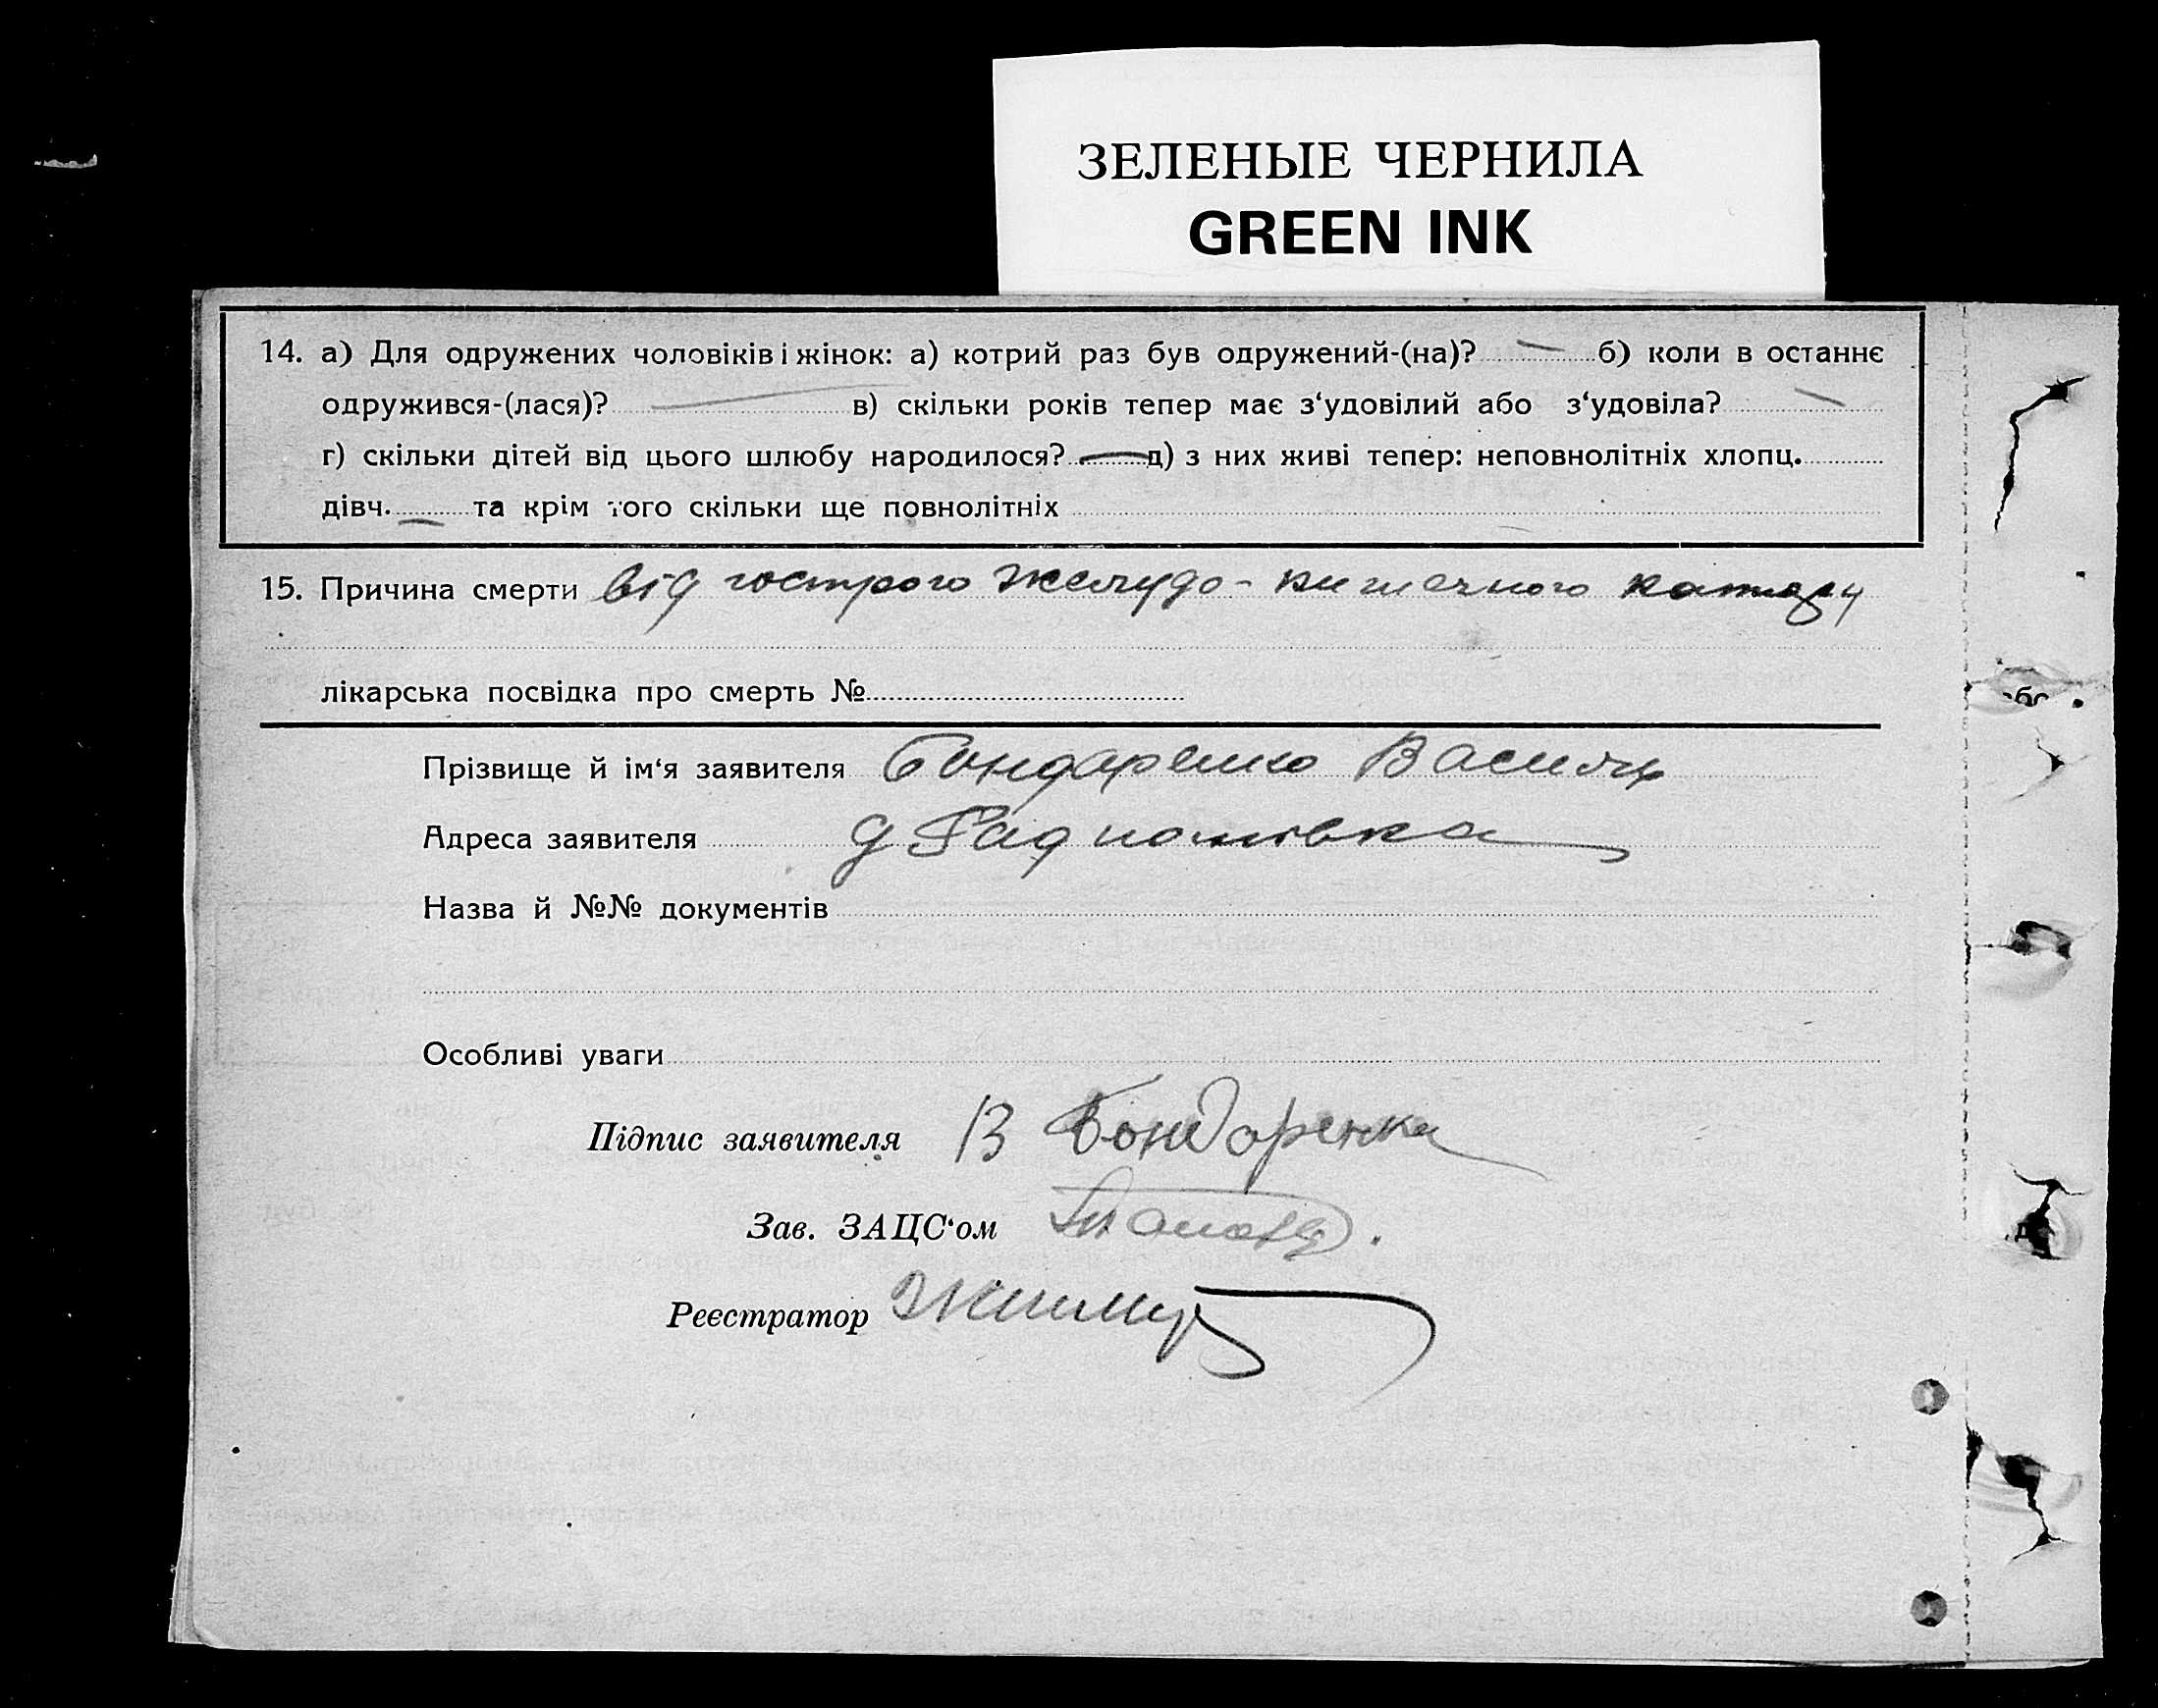 ЗЕЛЕНЫЕ ЧЕРНИЛА
GREEN INK
14. а) Для одружених чоловіків і жінок: а) котрий раз був одружений-(на)? — б) коли в останнє
одружився-(лася)? — в) скільки років тепер має з‘удовілий або з‘удовіла? —
г) скільки дітей від цього шлюбу народилося? — д) з них живі тепер: неповнолітніх хлопц.
дівч. — та крім того скільки ще повнолітніх
15. Причина смерти від гострого желудо-кишечного катару
лікарська посвідка про смерть №
або
Прізвище й ім‘я заявителя Бондаренко Василь
Адреса заявителя
Назва й №№ документів
Особливі уваги
Підпис заявителя В Бондоренка
Зав. ЗАЦС‘ом
Реєстратор